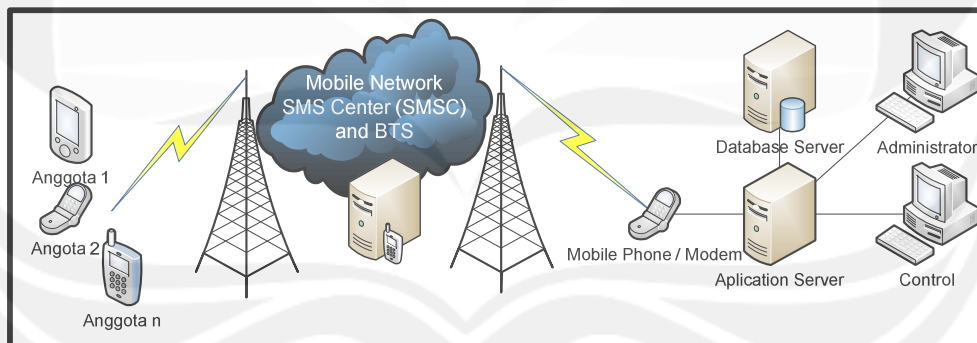 Mobile Network
SMS Center (SMSC)
and BTS
Anggota 1
Angota 2
Anggota n
Mobile Phone / Modem
Database Server
Administrator
Aplication Server
Control